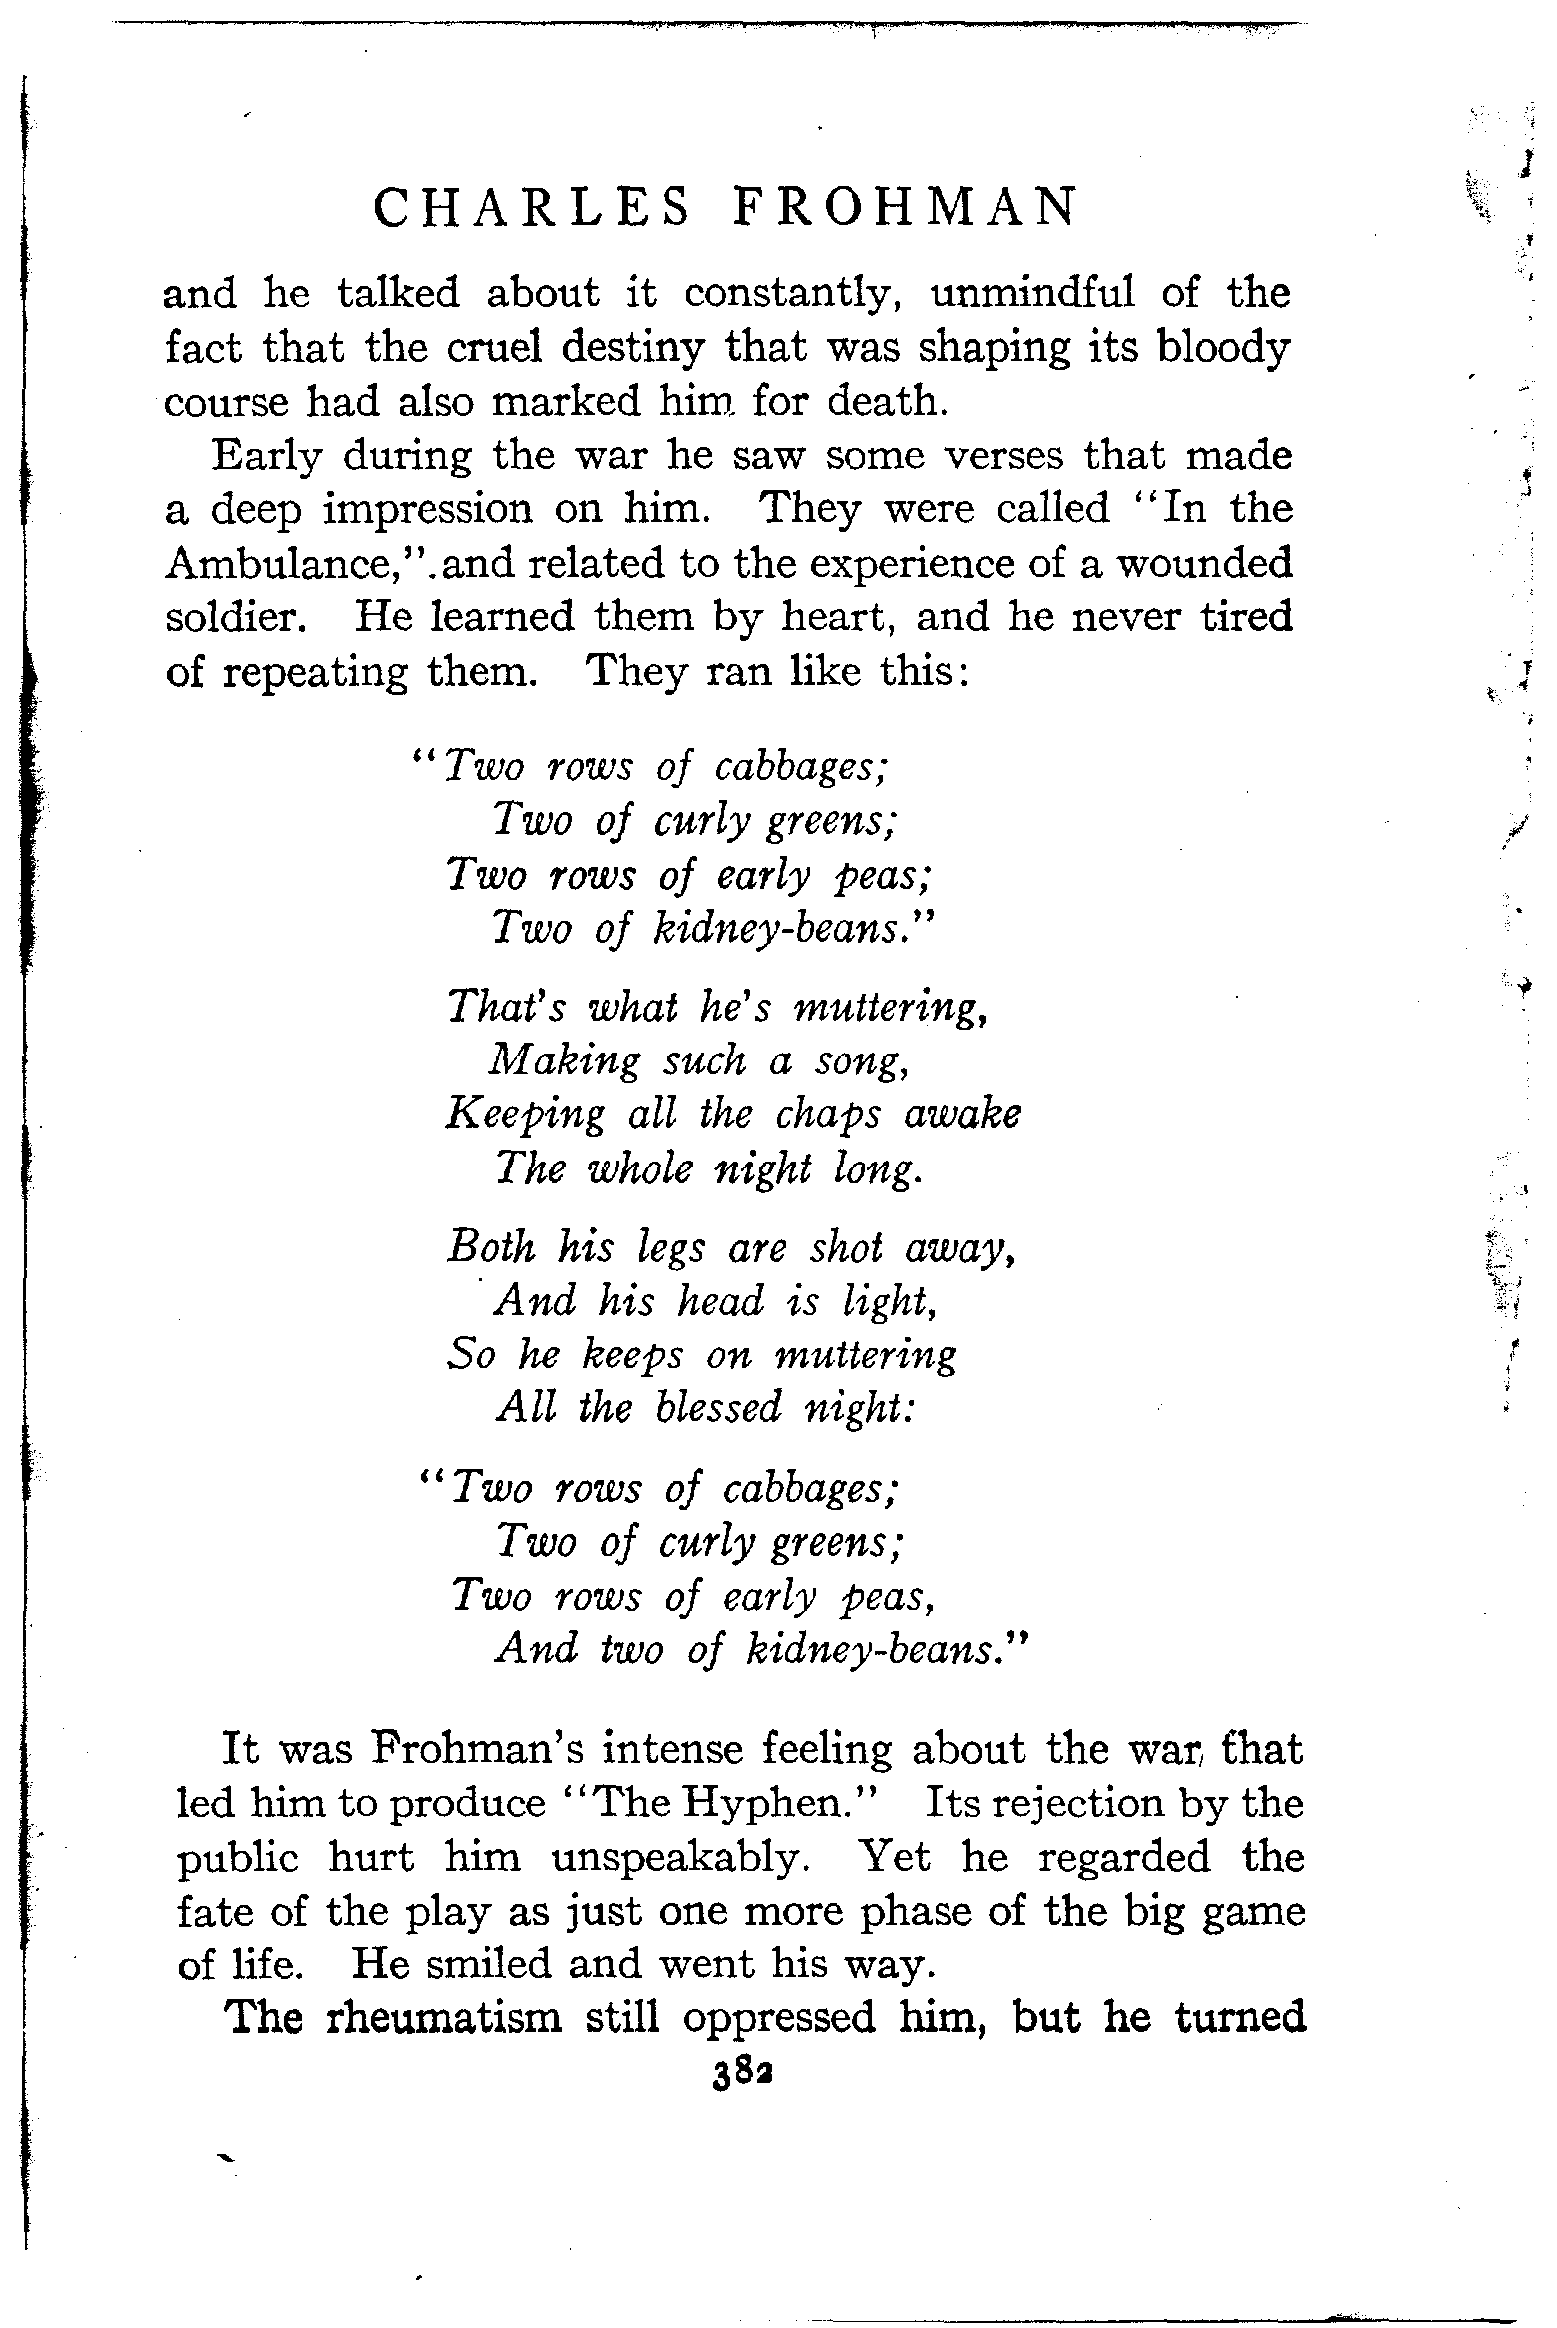 CHARLES FROHMAN
and he talked about it constantly, unmindful of the
fact that the cruel destiny that was shaping its bloody
course had also marked him for death.
Early during the war he saw some verses that made
a deep impression on him. They were called "In the
Ambulance," and related to the experience of a wounded
soldier. He learned them by heart, and he never tired
of repeating them. They ran like this:
"Two rows of cabbages;
Two of curly greens;
Two rows of early peas;
Two of kidney-beans."
That's what he's muttering,
Making such a song,
Keeping all the chaps awake
The whole night long.
Both his legs are shot away,
And his head is light,
So he keeps on muttering
All the blessed night:
"Two rows of cabbages;
Two of curly greens;
Two rows of early peas,
And two of kidney-beans."
It was Frohman's intense feeling about the war that
led him to produce "The Hyphen." Its rejection by the
public hurt him unspeakably. Yet he regarded the
fate of the play as just one more phase of the big game
of life. He smiled and went his way.
The rheumatism still oppressed him, but he turned
382